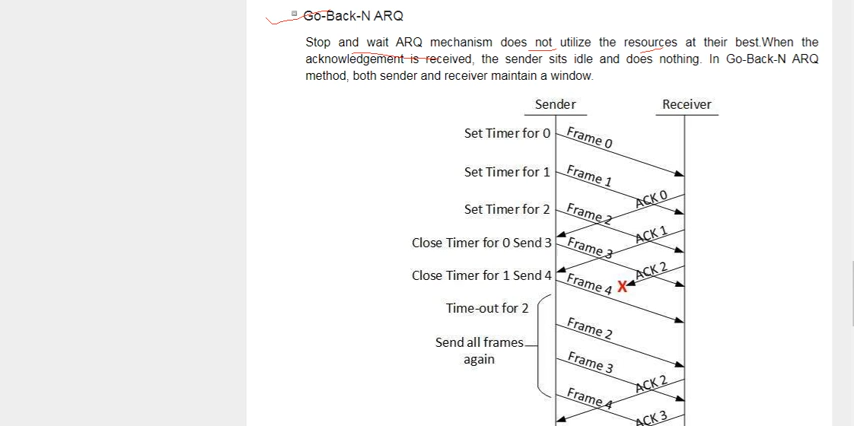 Go-Back-N ARQ
Stop and wait ARQ mechanism does not utilize the resources at their best.When the
acknowledgement is received, the sender sits idle and does nothing. In Go-Back-N ARQ
method, both sender and receiver maintain a window.
Sender Receiver
Set Timer for 0 Frame 0
Set Timer for 1 Frame 1
ACK 0
Set Timer for 2 Frame 2
ACK 1
Close Timer for 0 Send 3 Frame 3
ACK 2
Close Timer for 1 Send 4 Frame 4 X
Time-out for 2
Frame 2
Send all frames
again
Frame 3
ACK 2
Frame 4
ACK 3